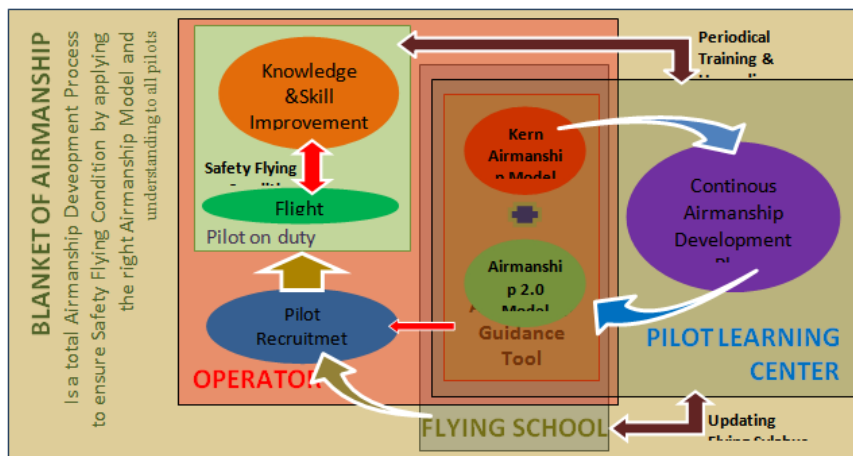 BLANKET OF AIRMANSHIP
Is a total Airmanship Deveopment Process
to ensure Safety Flying Condition by applying
the right Airmanship Model and
understanding to all pilots
Knowledge
&Skill
Improvement
Safety Flying
Flight
Pilot on duty
Pilot
Recruitmet
OPERATOR
Kern
Airmanshi
p Model
Airmanshi
p 2.0 Model
Guidance
Tool
FLYING SCHOOL
Periodical
Training &
Continous
Airmanship
Development
PILOT LEARNING
CENTER
Updating